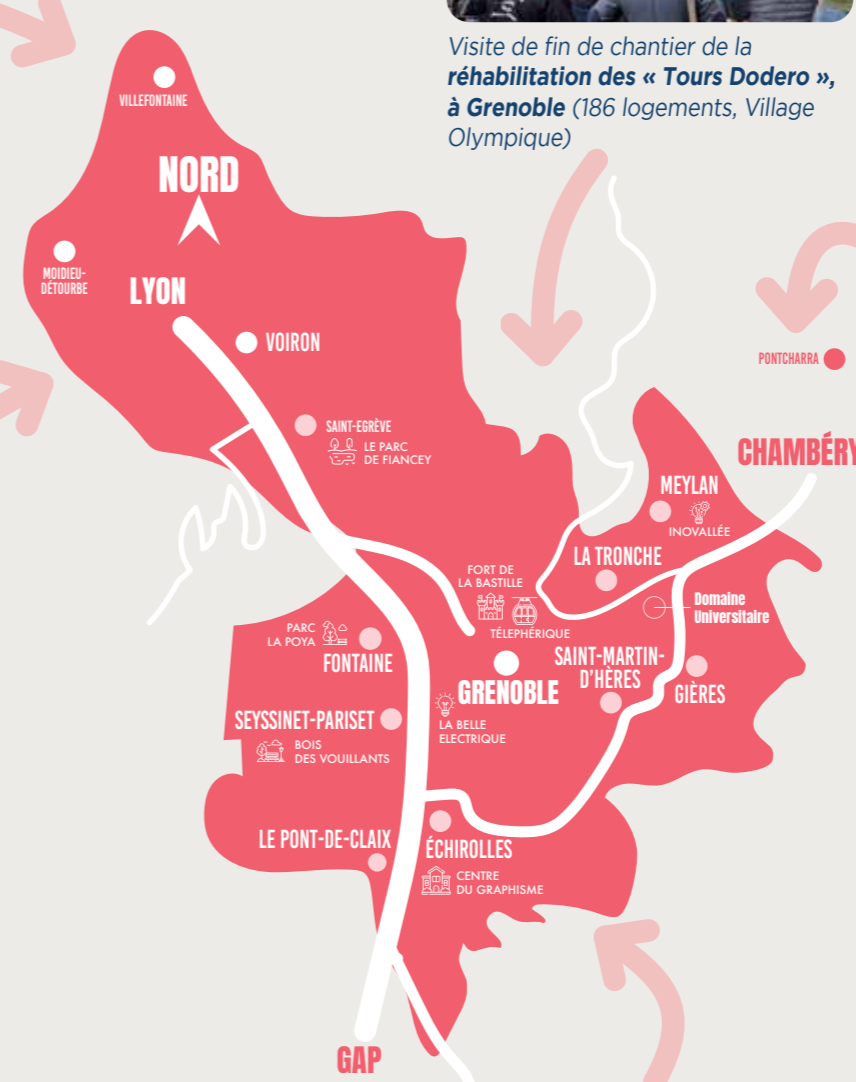 Visite de fin de chantier de la
réhabilitation des « Tours Dodero »,
à Grenoble (186 logements, Village
Olympique)
VILLEFONTAINE
NORD
MOIDIEU-
DÉTOURBE
LYON
VOIRON
PONTCHARRA
SAINT-EGRÈVE
LE PARC
DE FIANCEY
CHAMBÉRY
MEYLAN
INOVALLÉE
LA TRONCHE
FORT DE
LA BASTILLE
TÉLEPHÉRIQUE
Domaine
Universitaire
PARC
LA POYA
FONTAINE
GRENOBLE
SAINT-MARTIN-
D'HÈRES
GIÈRES
SEYSSINET-PARISET
LA BELLE
ELECTRIQUE
BOIS
DES VOUILLANTS
LE PONT-DE-CLAIX
ÉCHIROLLES
CENTRE
DU GRAPHISME
GAP